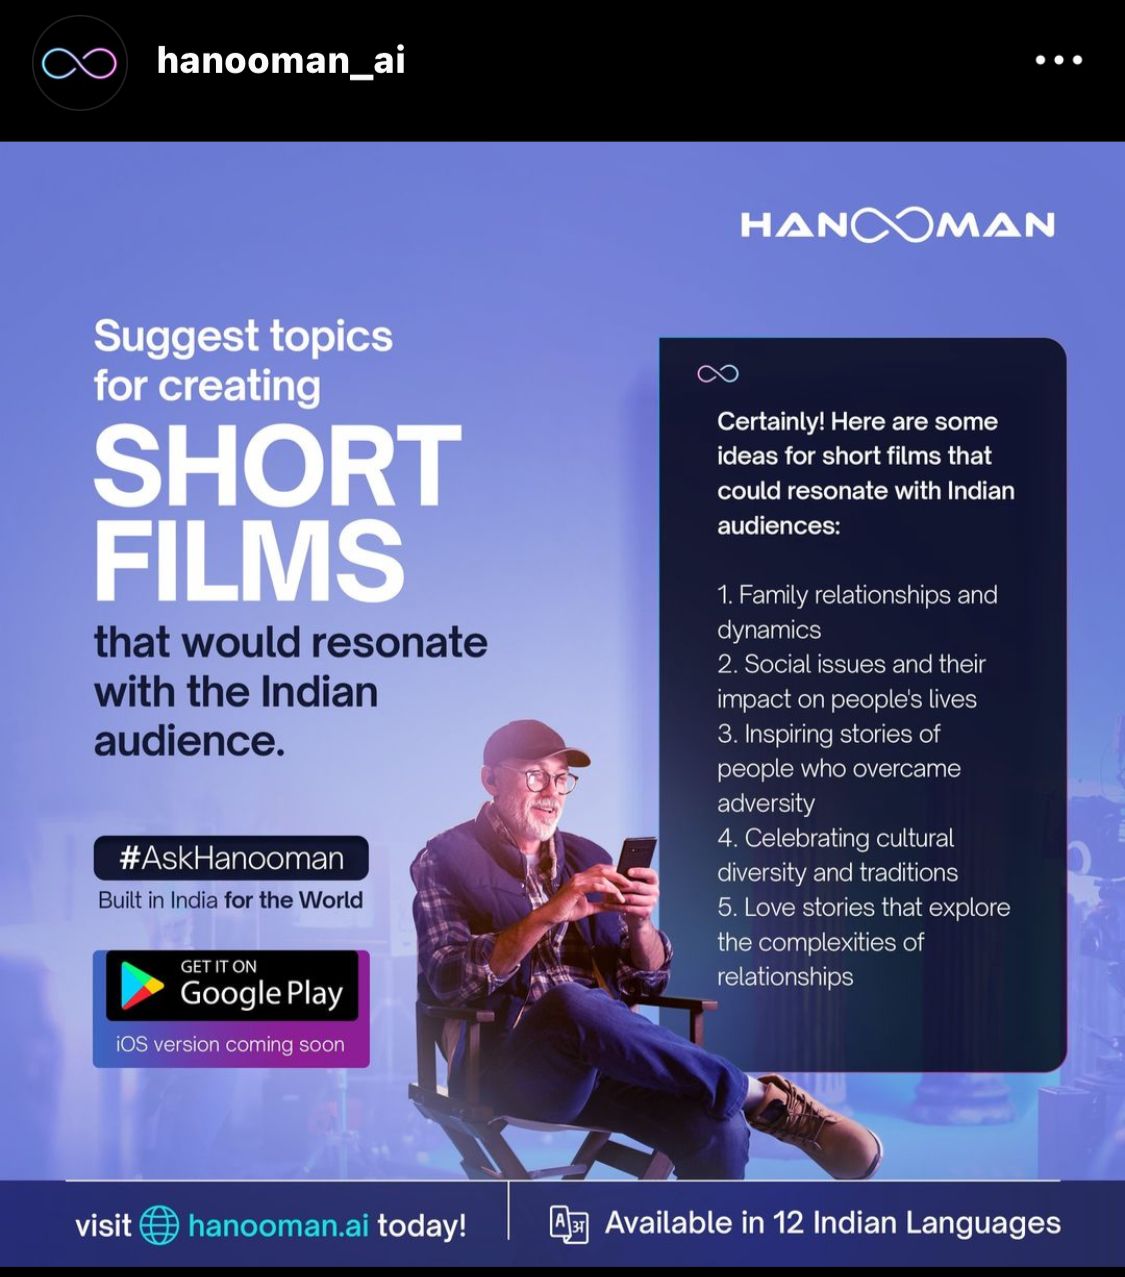 hanooman_ai
HANOOMAN
Suggest topics
for creating
SHORT
FILMS
that would resonate
with the Indian
audience.
#AskHanooman
Built in India for the World
GET IT ON
Google Play
iOS version coming soon
Certainly! Here are some
ideas for short films that
could resonate with Indian
audiences:
1. Family relationships and
dynamics
2. Social issues and their
impact on people's lives
3. Inspiring stories of
people who overcame
adversity
4. Celebrating cultural
diversity and traditions
5. Love stories that explore
the complexities of
relationships
visit hanooman.ai today!
A अ Available in 12 Indian Languages